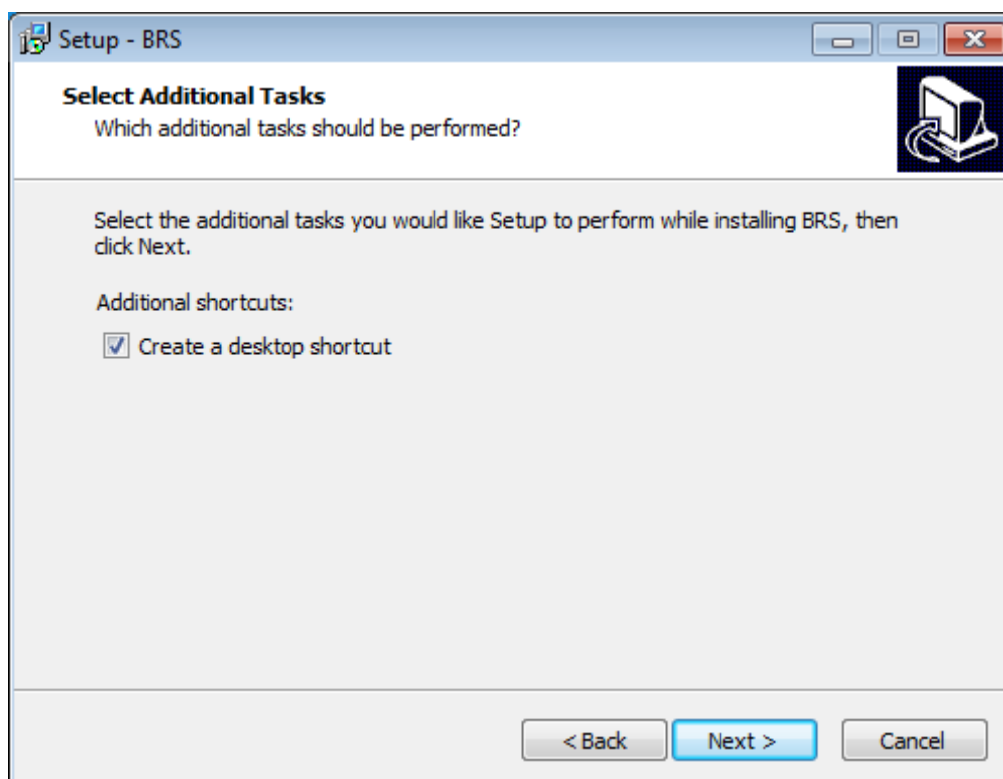 Setup - BRS
Select Additional Tasks
Which additional tasks should be performed?
Select the additional tasks you would like Setup to perform while installing BRS, then
click Next.
Additional shortcuts:
Create a desktop shortcut
< Back
Next >
Cancel